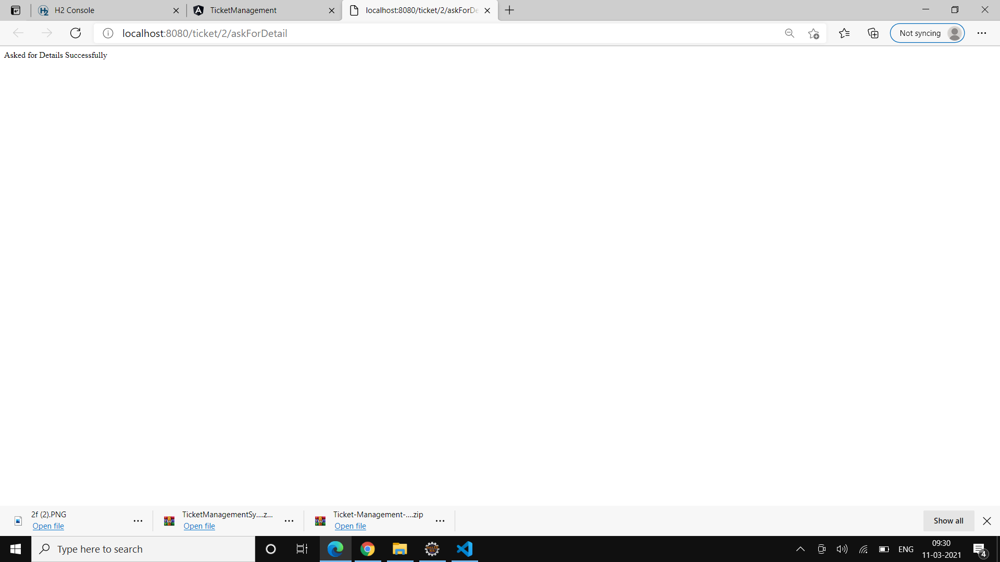 H2 Console
TicketManagement
localhost:8080/ticket/2/askForDe
localhost:8080/ticket/2/askForDetail
Not syncing
Asked for Details Successfully
2f (2).PNG
Open file
TicketManagementSy....z...
Open file
Ticket-Management-....zip
Open file
Show all
Type here to search
ENG
09:30
11-03-2021
4